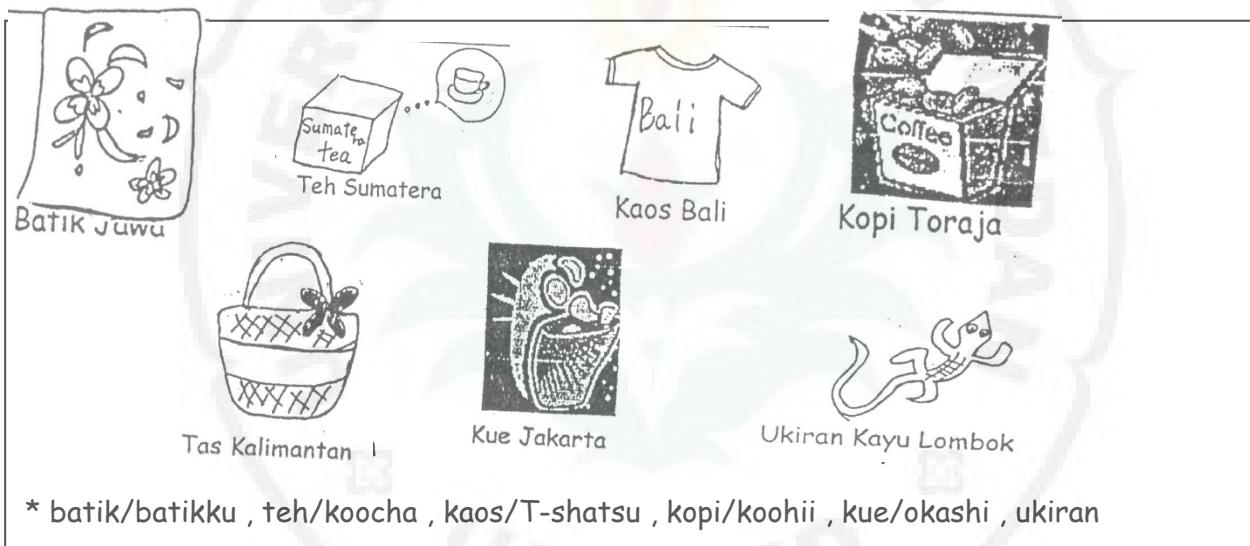 Sumatera
tea
Bali
Coffee
Teh Sumatera
Kaos Bali
Kopi Toraja
Batik Jawa
Tas Kalimantan
Kue Jakarta
Ukiran Kayu Lombok
* batik/batikku , teh/koocha , kaos/T-shatsu , kopi/koohii , kue/okashi , ukiran